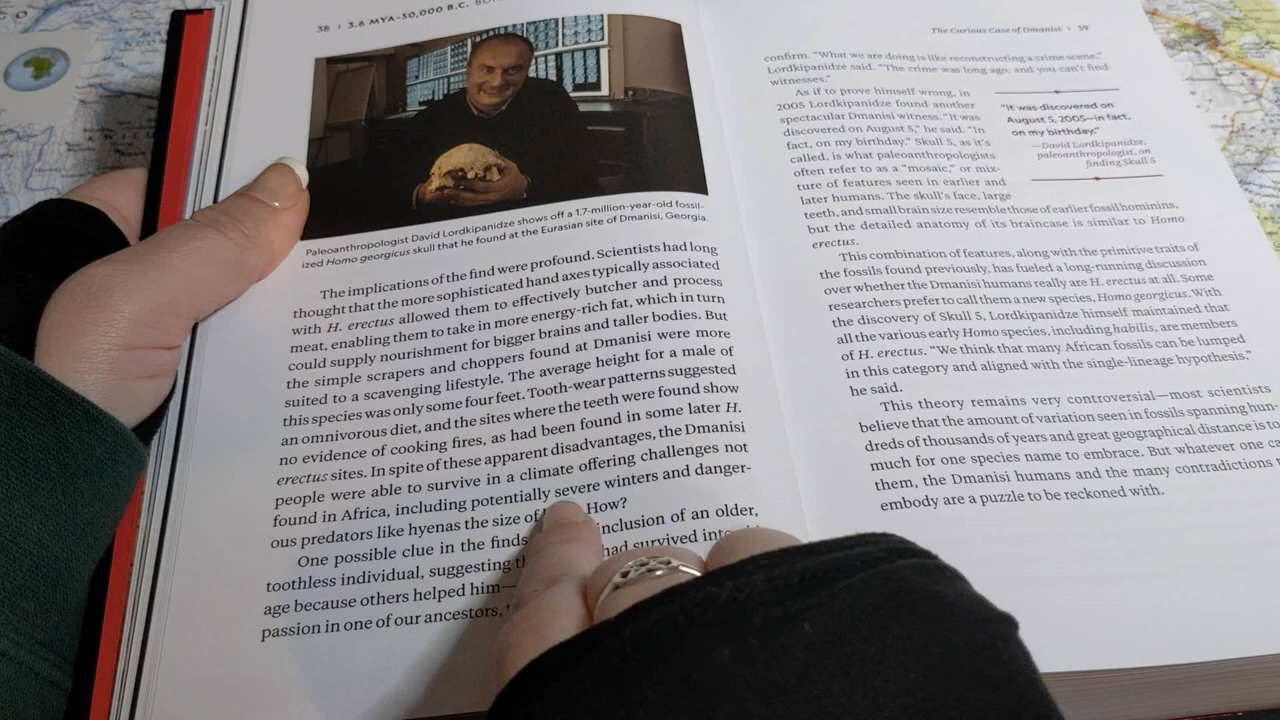 38 | 3.6 MYA–50,000 B.C.
Paleoanthropologist David Lordkipanidze shows off a 1.7-million-year-old fossil-
ized Homo georgicus skull that he found at the Eurasian site of Dmanisi, Georgia.
The implications of the find were profound. Scientists had long
thought that the more sophisticated hand axes typically associated
with H. erectus allowed them to effectively butcher and process
meat, enabling them to take in more energy-rich fat, which in turn
could supply nourishment for bigger brains and taller bodies. But
the simple scrapers and choppers found at Dmanisi were more
suited to a scavenging lifestyle. The average height for a male of
this species was only some four feet. Tooth-wear patterns suggested
an omnivorous diet, and the sites where the teeth were found show
no evidence of cooking fires, as had been found in some later H.
erectus sites. In spite of these apparent disadvantages, the Dmanisi
people were able to survive in a climate offering challenges not
found in Africa, including potentially severe winters and danger-
ous predators like hyenas the size of How?
One possible clue in the finds inclusion of an older,
toothless individual, suggesting had survived
age because others helped him—
passion in one of our ancestors,
The Curious Case of Dmanisi | 39
confirm. "What we are doing is like reconstructing a crime scene,"
Lordkipanidze said. "The crime was long ago, and you can't find
witnesses."
As if to prove himself wrong, in
2005 Lordkipanidze found another
spectacular Dmanisi witness. "It was
discovered on August 5," he said. "In
fact, on my birthday." Skull 5, as it's
called, is what paleoanthropologists
often refer to as a "mosaic," or mix-
ture of features seen in earlier and
later humans. The skull's face, large
teeth, and small brain size resemble those of earlier fossil hominins,
but the detailed anatomy of its braincase is similar to Homo
erectus.
"It was discovered on
August 5, 2005—in fact,
on my birthday."
—David Lordkipanidze,
paleoanthropologist, on
finding Skull 5
This combination of features, along with the primitive traits of
the fossils found previously, has fueled a long-running discussion
over whether the Dmanisi humans really are H. erectus at all. Some
researchers prefer to call them a new species, Homo georgicus. With
the discovery of Skull 5, Lordkipanidze himself maintained that
all the various early Homo species, including habilis, are members
of H. erectus. "We think that many African fossils can be lumped
in this category and aligned with the single-lineage hypothesis,"
he said.
This theory remains very controversial—most scientists
believe that the amount of variation seen in fossils spanning hun-
dreds of thousands of years and great geographical distance is to
much for one species name to embrace. But whatever one ca
them, the Dmanisi humans and the many contradictions
embody are a puzzle to be reckoned with.